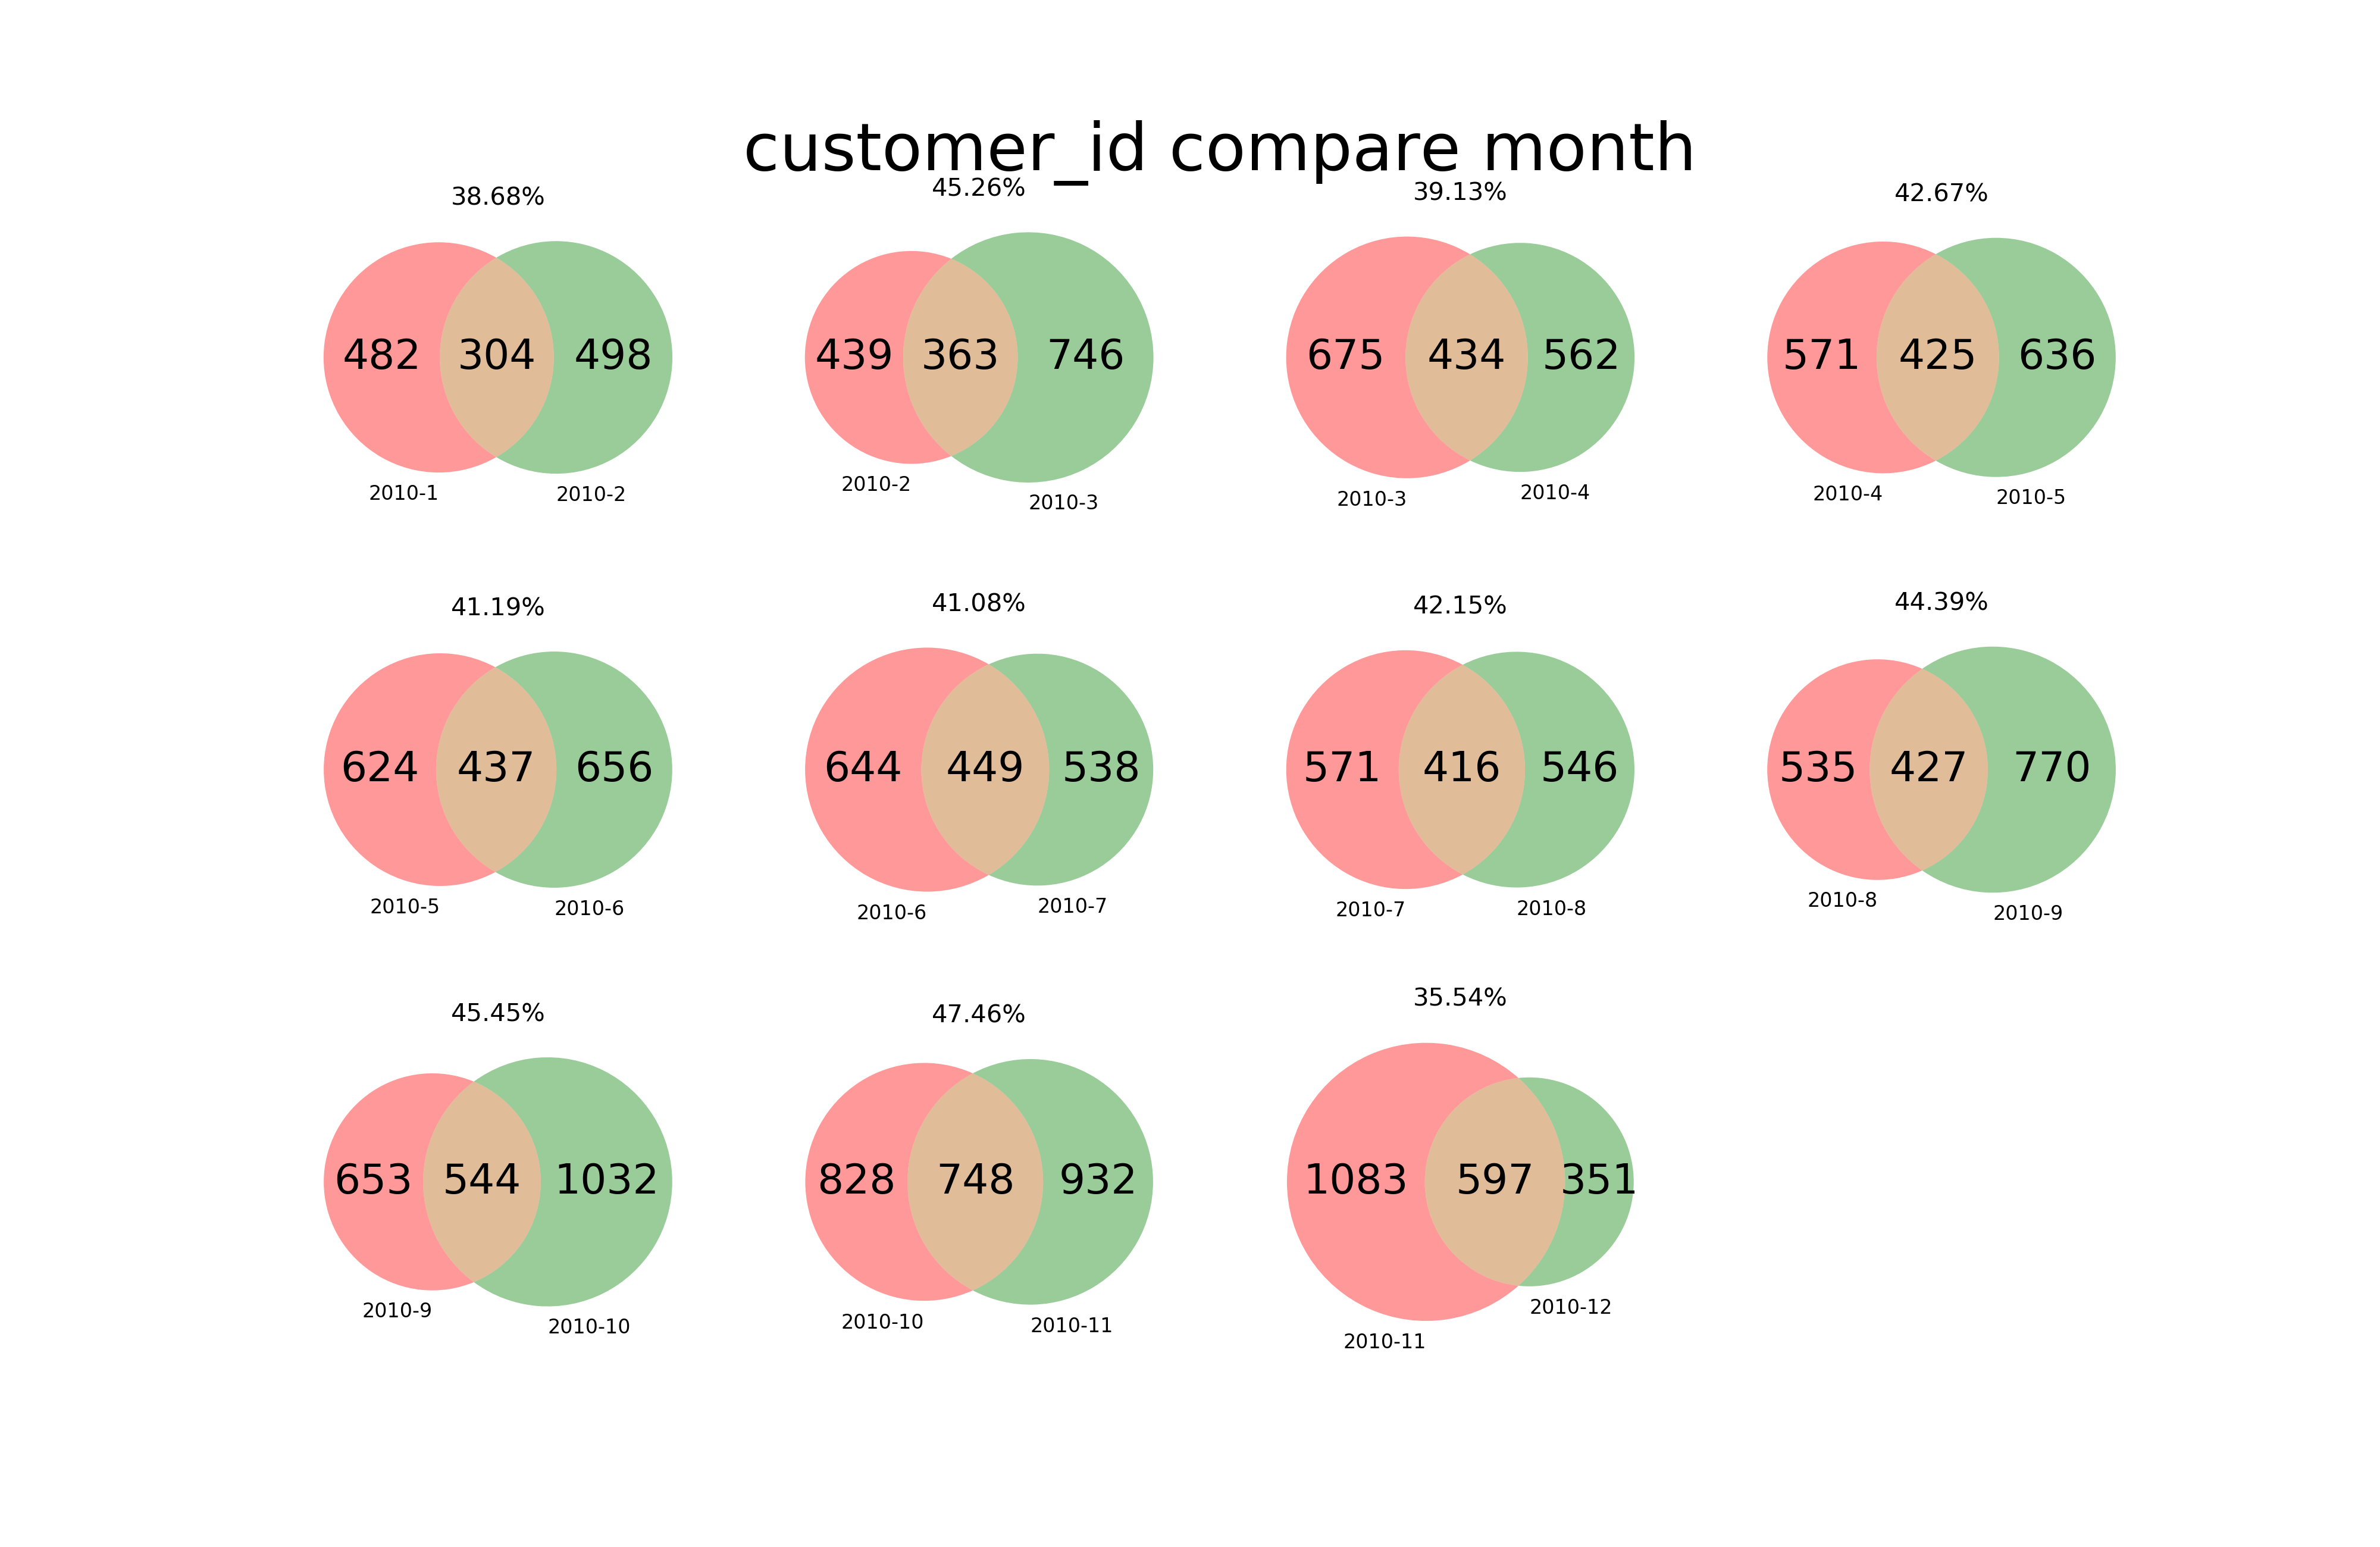 customer_id compare month
38.68%
482 304 498
2010-1 2010-2
45.26%
439 363 746
2010-2 2010-3
39.13%
675 434 562
2010-3 2010-4
42.67%
571 425 636
2010-4 2010-5
41.19%
624 437 656
2010-5 2010-6
41.08%
644 449 538
2010-6 2010-7
42.15%
571 416 546
2010-7 2010-8
44.39%
535 427 770
2010-8 2010-9
45.45%
653 544 1032
2010-9 2010-10
47.46%
828 748 932
2010-10 2010-11
35.54%
1083 597 351
2010-11 2010-12